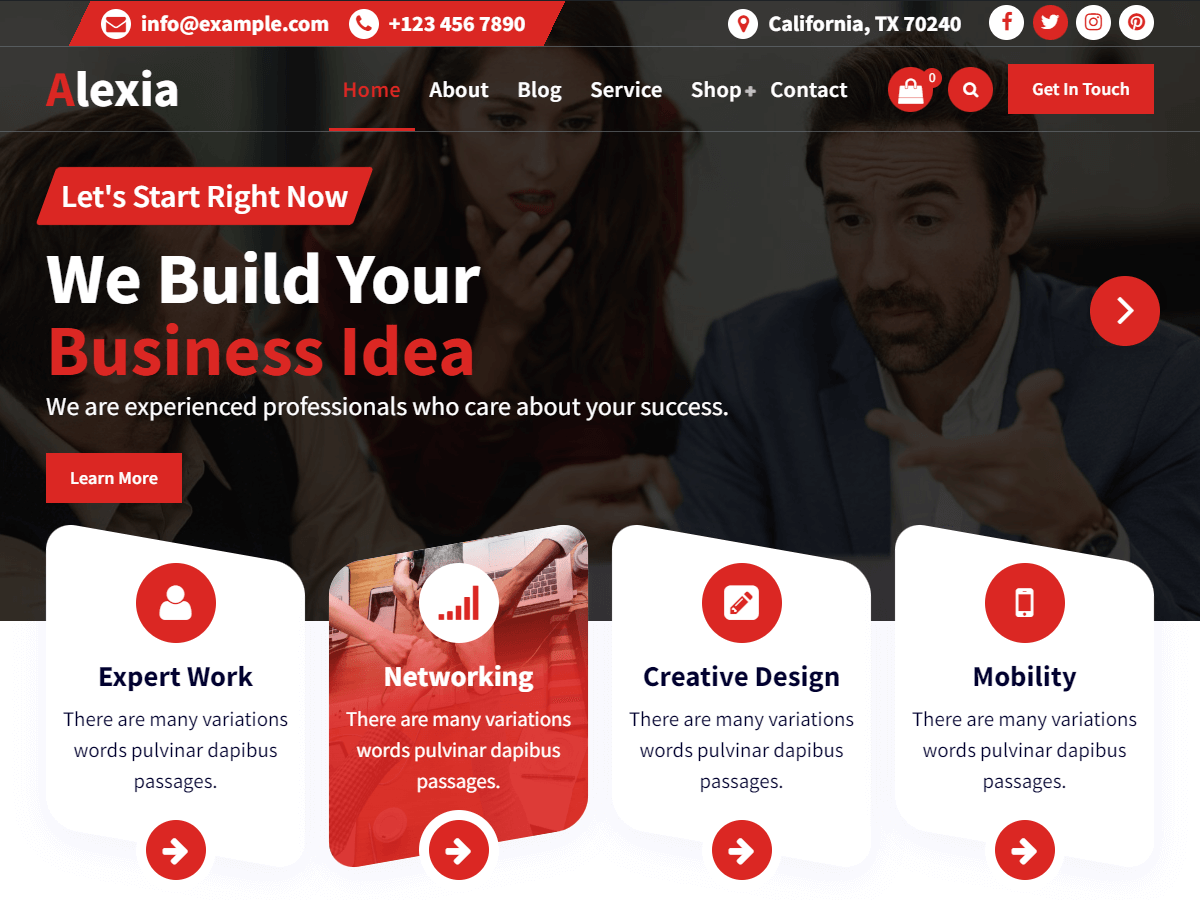 info@example.com +123 456 7890 California, TX 70240
Alexia Home About Blog Service Shop Contact 0 Get In Touch
Let's Start Right Now
We Build Your
Business Idea
We are experienced professionals who care about your success.
Learn More
Expert Work
There are many variations
words pulvinar dapibus
passages.
Networking
There are many variations
words pulvinar dapibus
passages.
Creative Design
There are many variations
words pulvinar dapibus
passages.
Mobility
There are many variations
words pulvinar dapibus
passages.